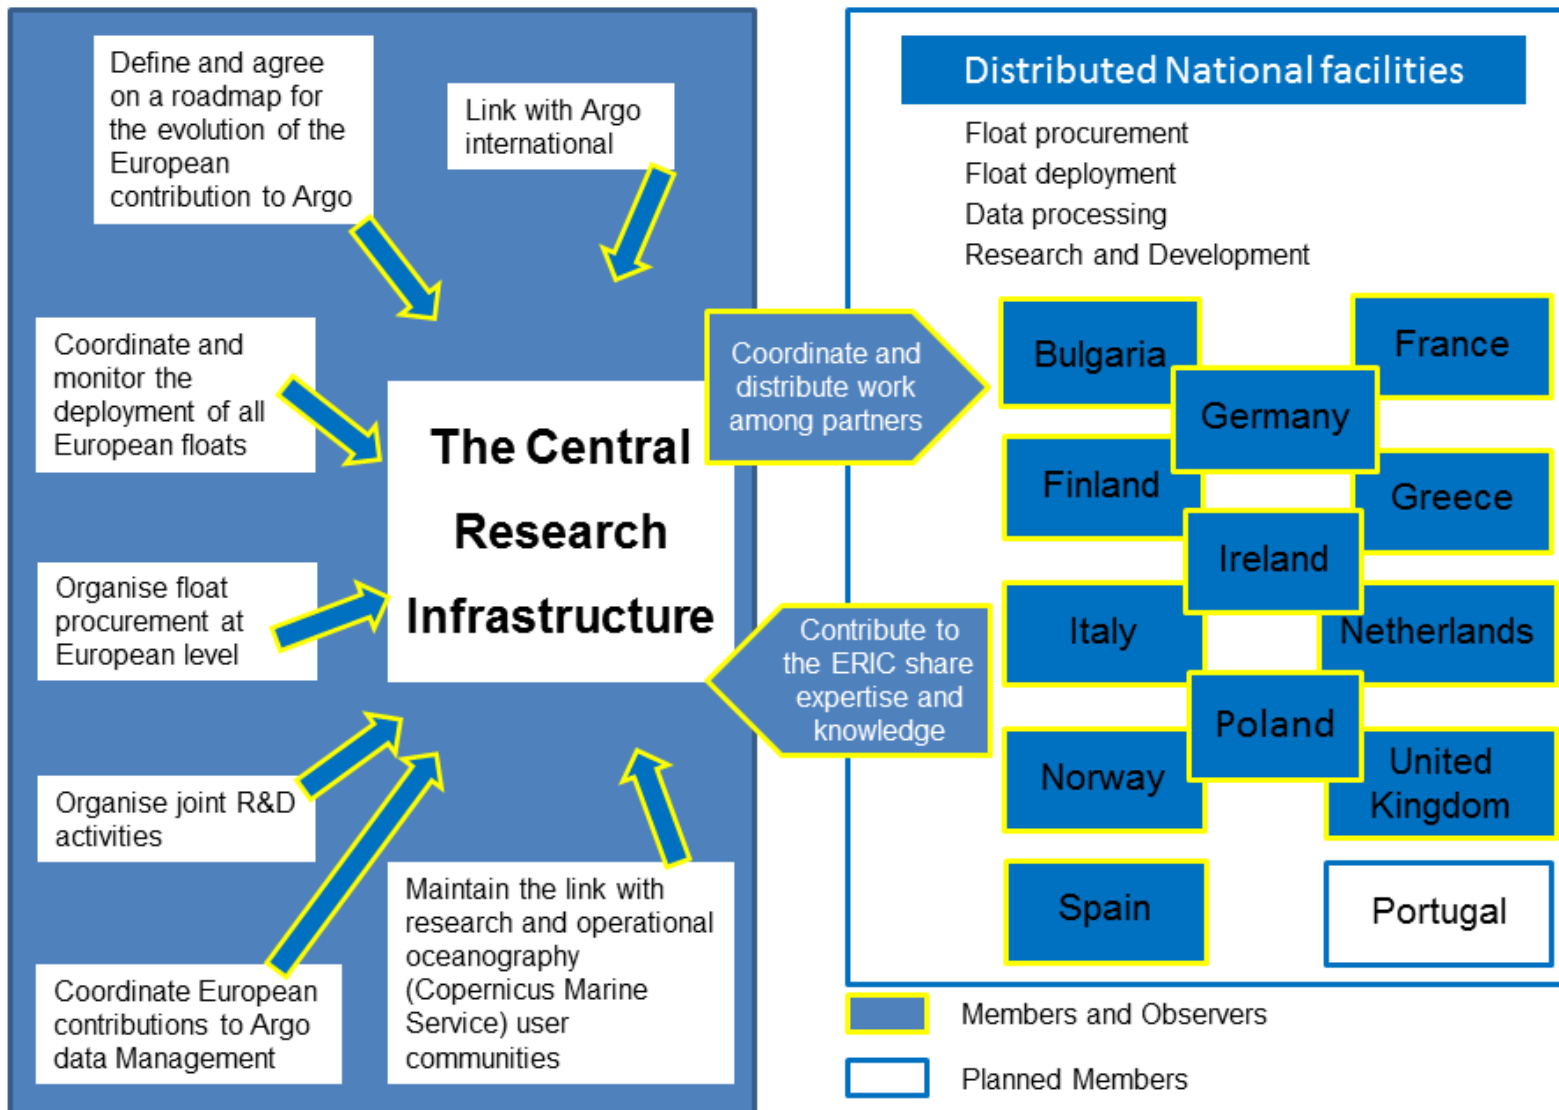 Define and agree
on a roadmap for
the evolution of the
European
contribution to Argo
Link with Argo
international
Coordinate and
monitor the
deployment of all
European floats
Organise float
procurement at
European level
Organise joint R&D
activities
Coordinate European
contributions to Argo
data Management
Maintain the link with
research and operational
oceanography
(Copernicus Marine
Service) user
communities
The Central
Research
Infrastructure
Coordinate and
distribute work
among partners
Contribute to
the ERIC share
expertise and
knowledge
Distributed National facilities
Float procurement
Float deployment
Data processing
Research and Development
Bulgaria
France
Germany
Finland
Greece
Ireland
Italy
Netherlands
Poland
Norway
United
Kingdom
Spain
Portugal
Members and Observers
Planned Members